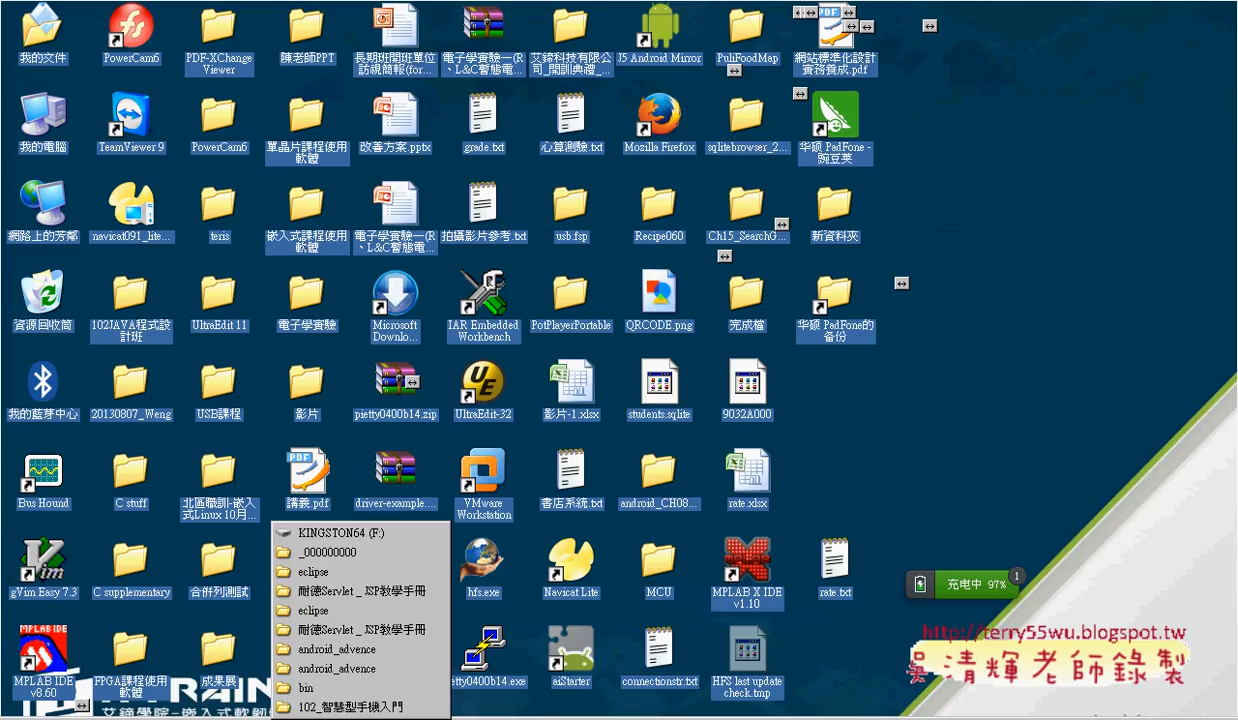 我的文件
PowerCam6
PDF-XChange
Viewer
陳老師PPT
長期班開班單位
訪視簡報(for...
電子學實驗一(R
、L&C暫態電...
艾鍗科技有限公
司_開訓典禮_...
J5 Android Mirror
PuliFoodMap
網站標準化設計
實務養成.pdf
我的電腦
TeamViewer 9
PowerCam6
單晶片課程使用
軟體
改善方案.pptx
grade.txt
心算測驗.txt
Mozilla Firefox
sqlitebrowser_2...
华硕 PadFone -
豌豆荚
網路上的芳鄰
navicat091_lite...
teris
嵌入式課程使用
軟體
電子學實驗一(R
、L&C暫態電...
拍攝影片參考.txt
usb.fsp
Recipe060
Ch15_SearchG...
新資料夾
資源回收筒
102JAVA程式設
計班
UltraEdit 11
電子學實驗
Microsoft
Downlo...
IAR Embedded
Workbench
PotPlayerPortable
QRCODE.png
完成檔
华硕 PadFone的
备份
我的藍芽中心
20130807_Weng
USB課程
影片
pietty0400b14.zip
UltraEdit-32
影片-1.xlsx
students.sqlite
9032A000
Bus Hound
C stuff
北區職訓-嵌入
式Linux 10月...
講義.pdf
driver-example....
VMware
Workstation
書店系統.txt
android_CH08...
rate.xlsx
gVim Easy 7.3
C supplementary
合併列測試
KINGSTON64 (F:)
_000000000
eclipse
耐德Servlet _ JSP教學手冊
eclipse
耐德Servlet _ JSP教學手冊
android_advence
android_advence
bin
102_智慧型手機入門
hfs.exe
Navicat Lite
MCU
MPLAB X IDE
v1.10
rate.txt
充电中 97%
1
MPLAB IDE
v8.60
FPGA課程使用
軟體
成果展
etty0400b14.exe
aiStarter
connectionstr.txt
HFS last update
check.tmp
http://terry55wu.blogspot.tw
吳清輝老師錄製